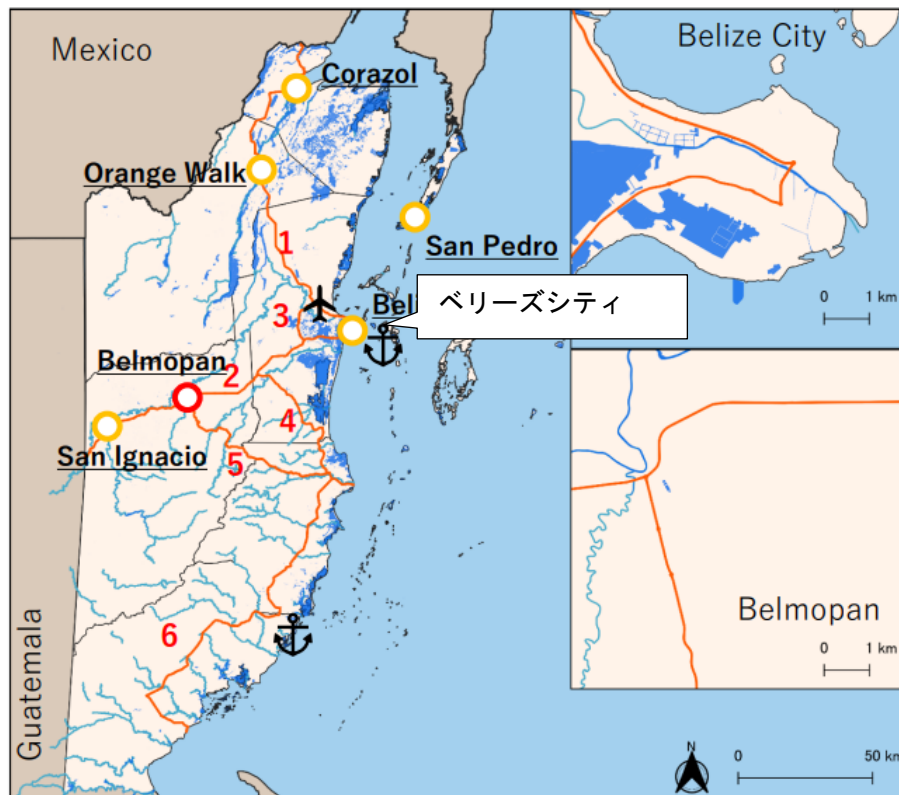 Mexico
Corazol
Orange Walk
1
San Pedro
3
Beli
ベリーズシティ
Belmopan
2
4
San Ignacio
5
6
Guatemala
Belize City
0 1 km
Belmopan
0 1 km
N
0 50 km